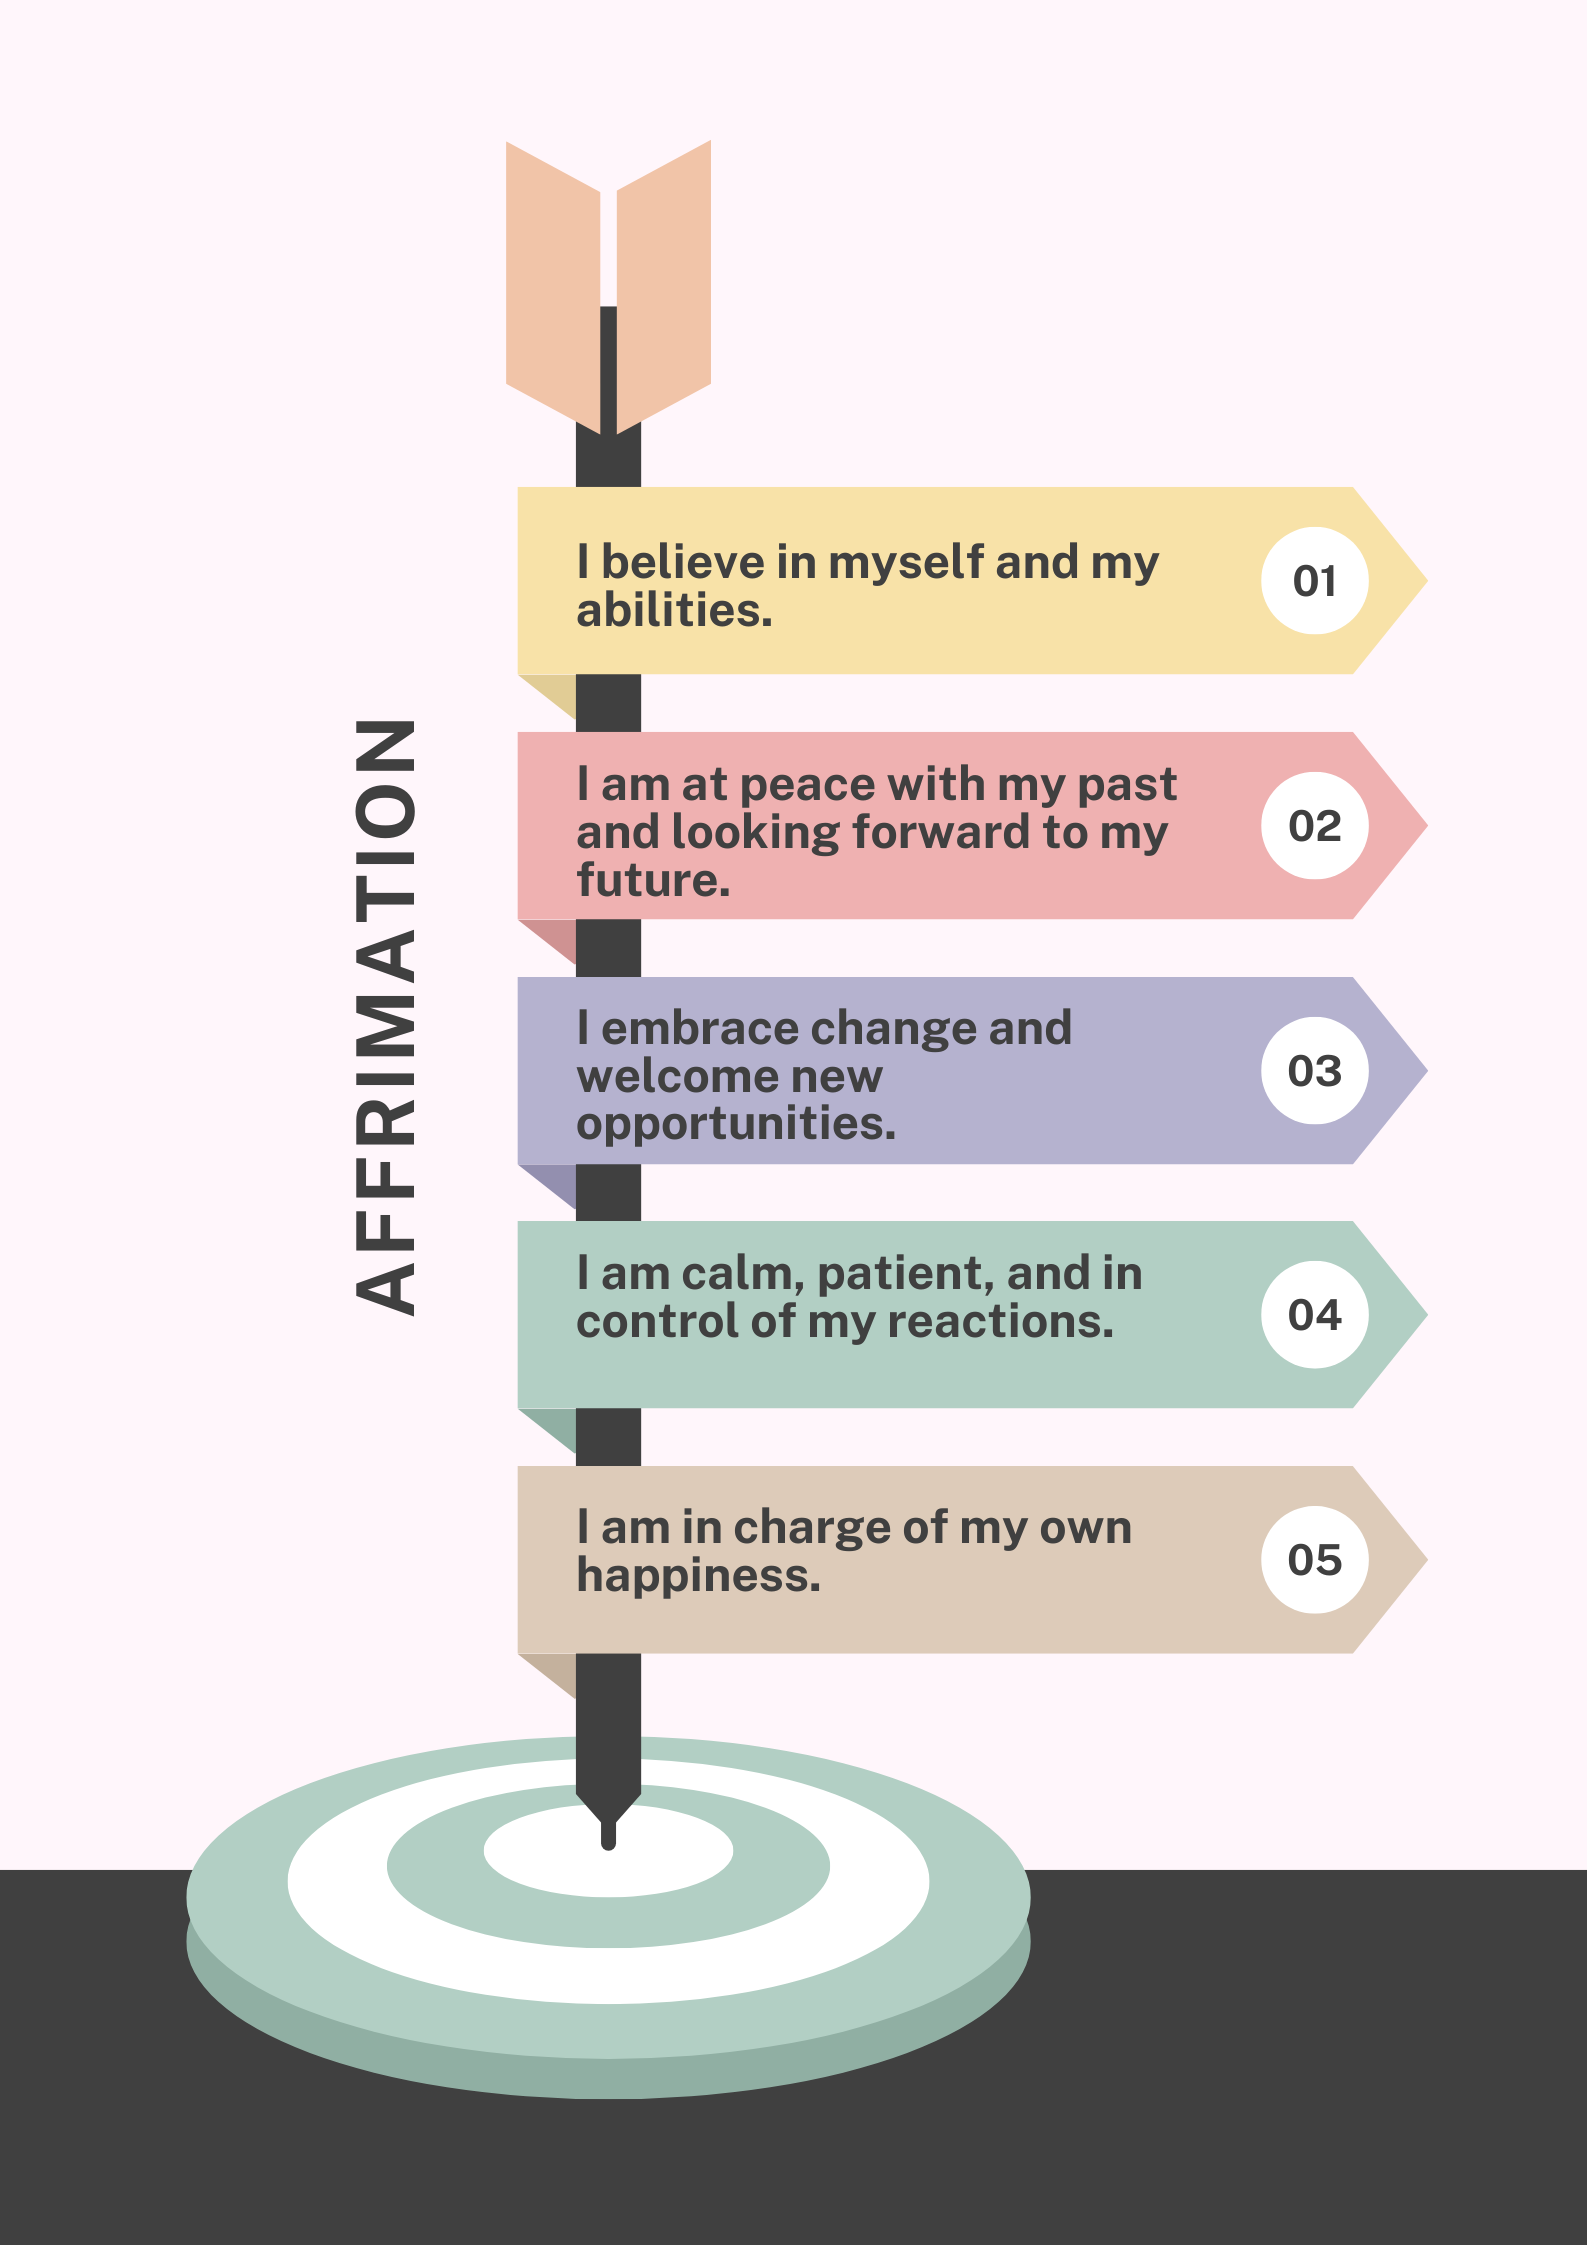 AFFRIMATION
I believe in myself and my
abilities.
01
I am at peace with my past
and looking forward to my
future.
02
I embrace change and
welcome new
opportunities.
03
I am calm, patient, and in
control of my reactions.
04
I am in charge of my own
happiness.
05